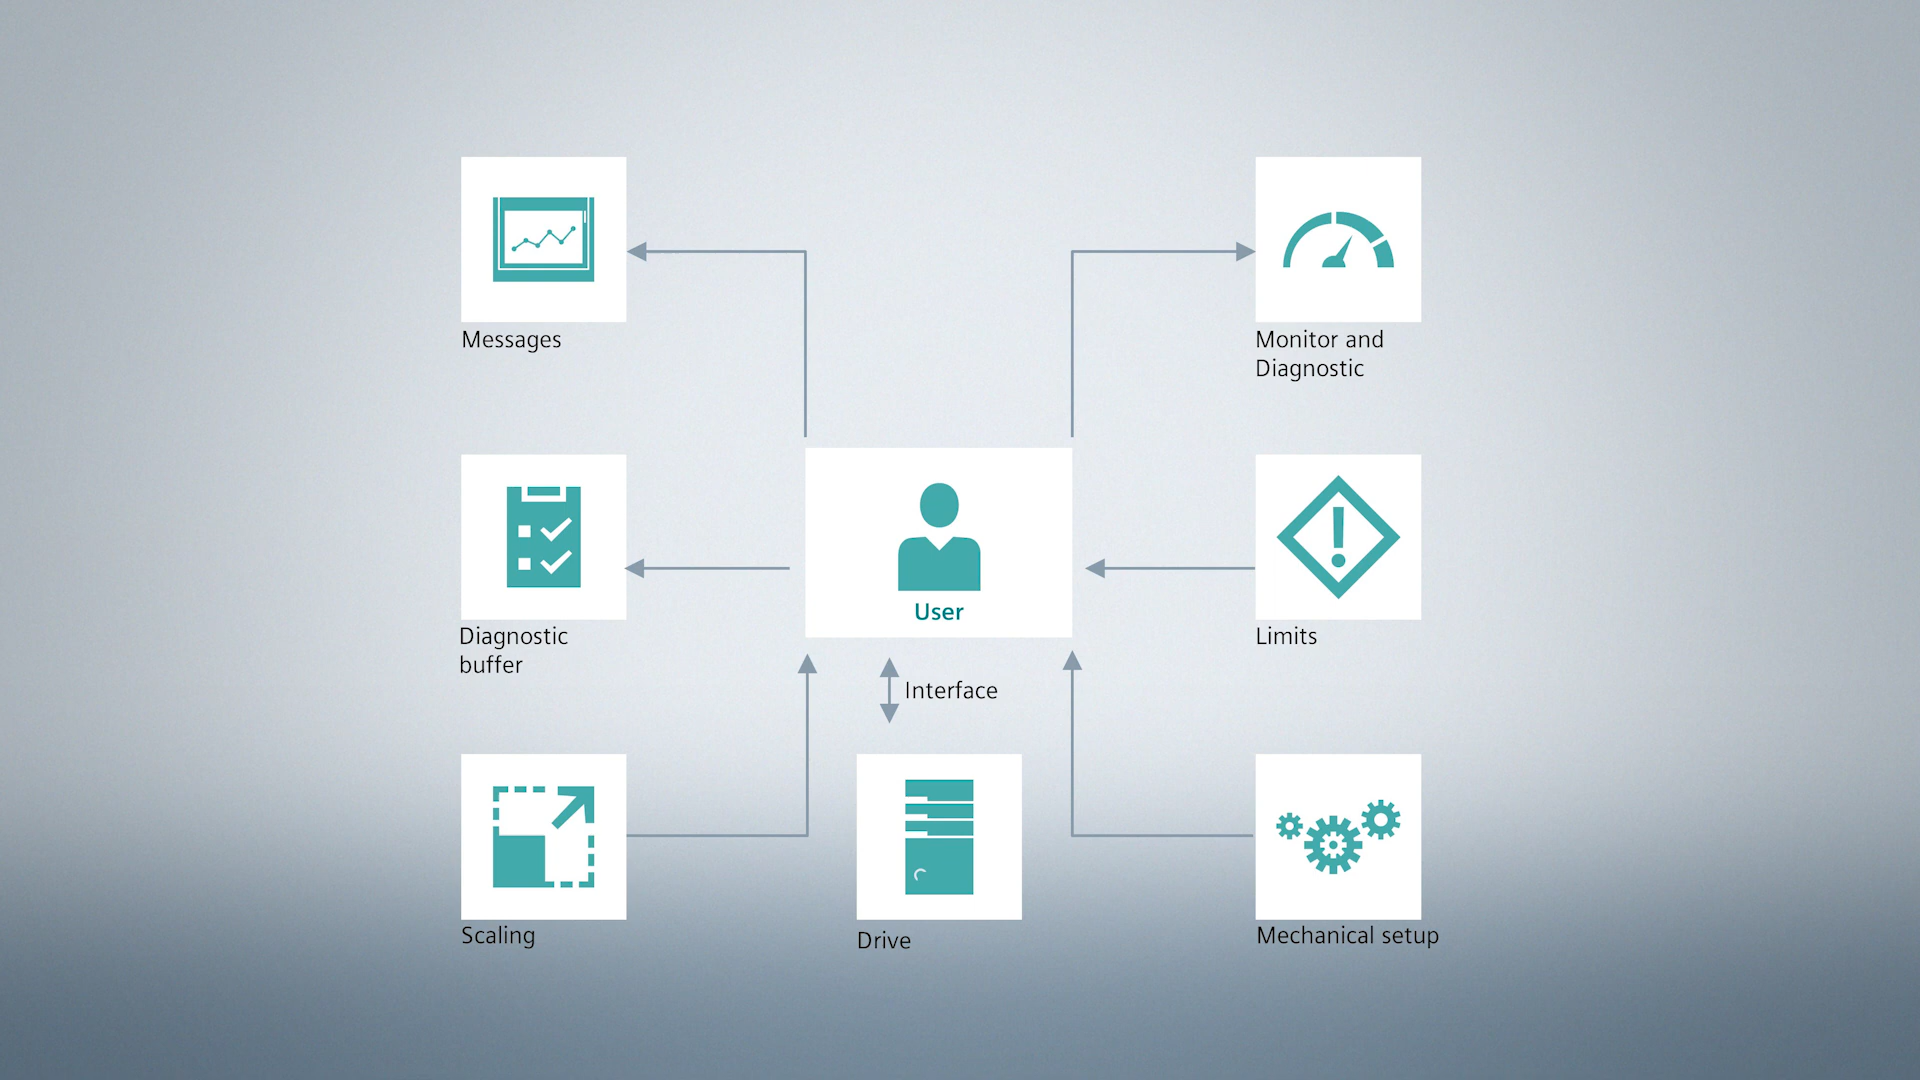 Messages
Monitor and
Diagnostic
User
Diagnostic
buffer
Limits
Interface
Scaling
Drive
Mechanical setup